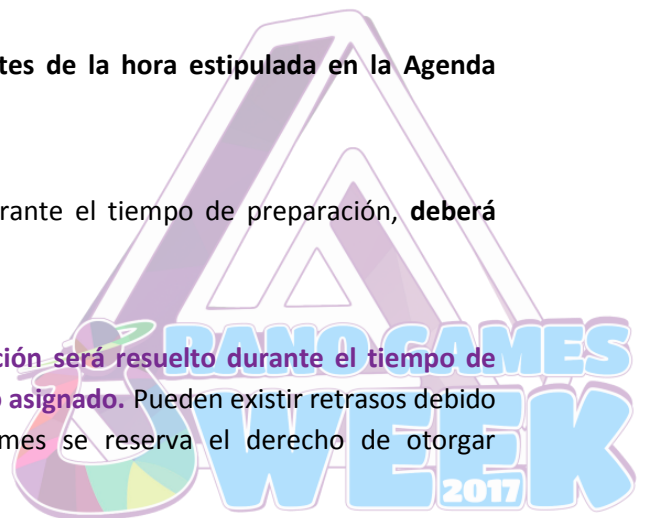 tes de la hora estipulada en la Agenda
rante el tiempo de preparación, deberá
ción será resuelto durante el tiempo de
o asignado. Pueden existir retrasos debido
mes se reserva el derecho de otorgar
RANO GAMES
WEEK
2017